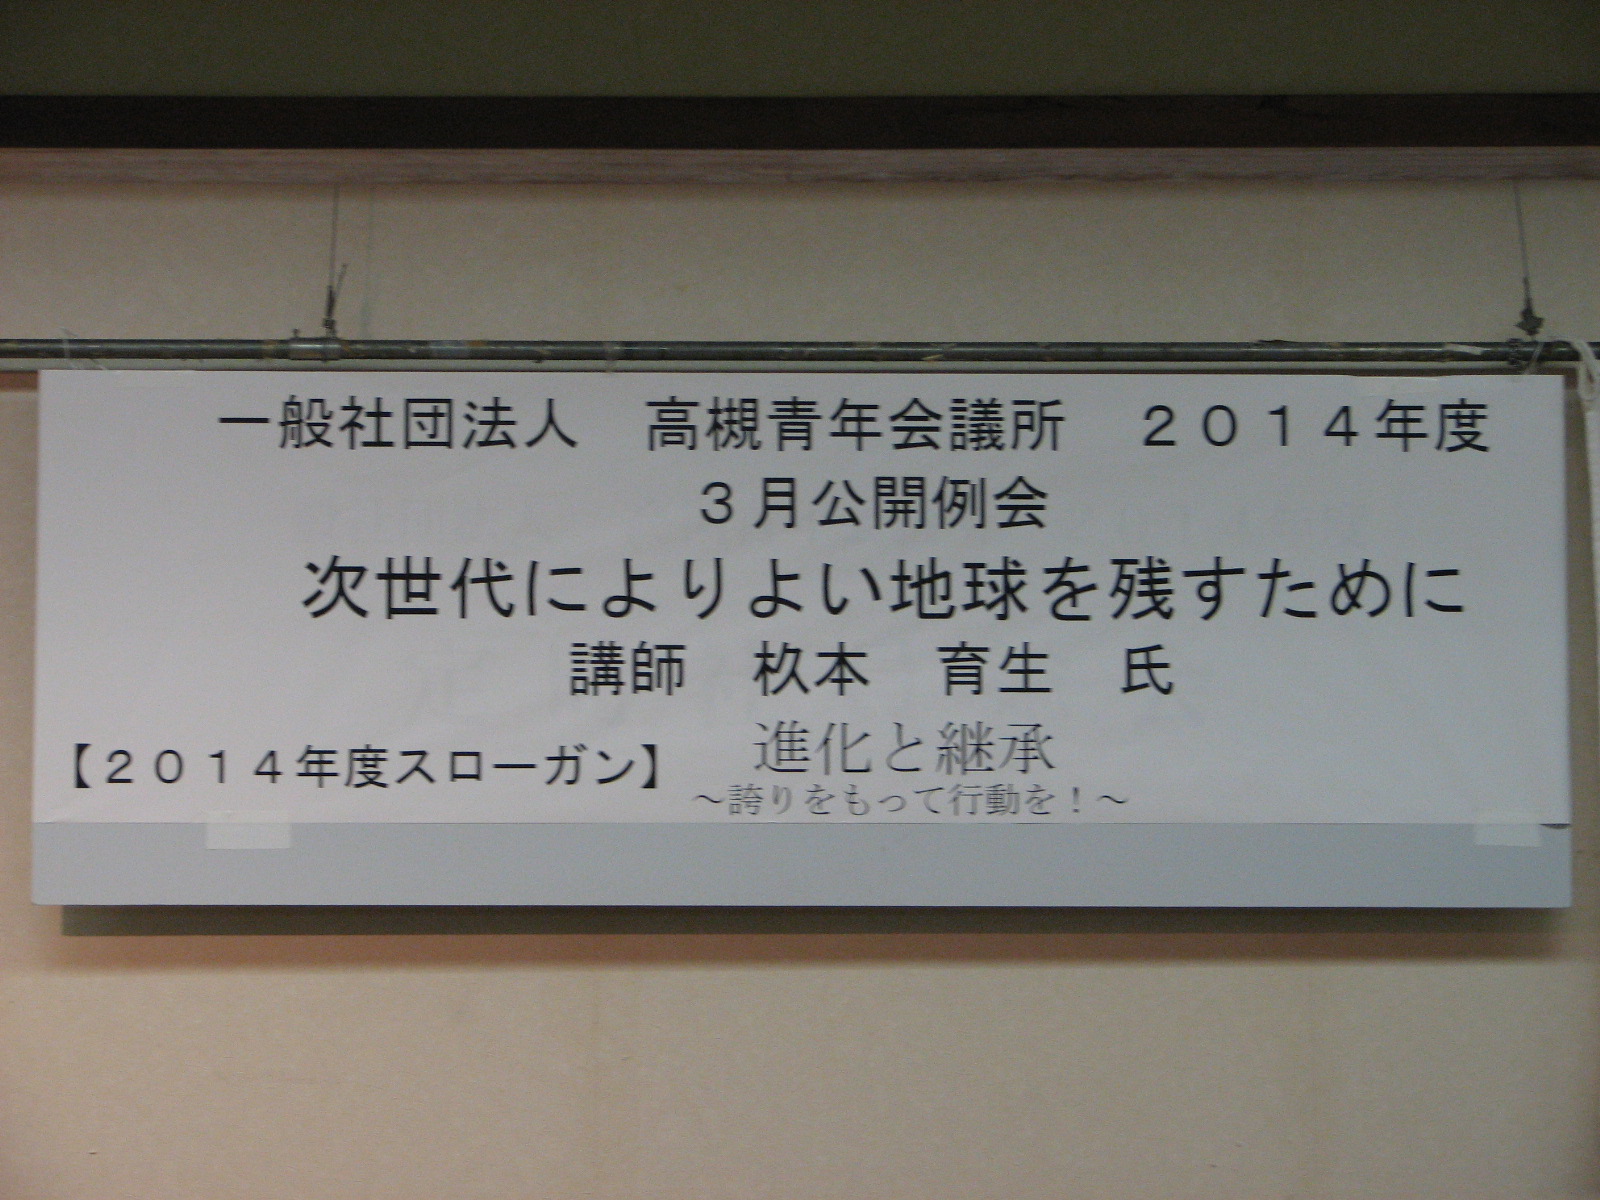 一般社団法人　高槻青年会議所　２０１４年度
３月公開例会
次世代によりよい地球を残すために
講師　杦本　育生　氏
【２０１４年度スローガン】　進化と継承
～誇りをもって行動を！～